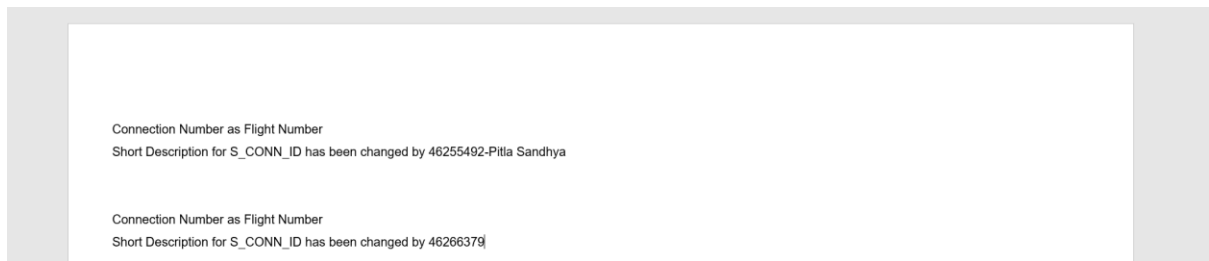 Connection Number as Flight Number
Short Description for S_CONN_ID has been changed by 46255492-Pitla Sandhya
Connection Number as Flight Number
Short Description for S_CONN_ID has been changed by 46266379